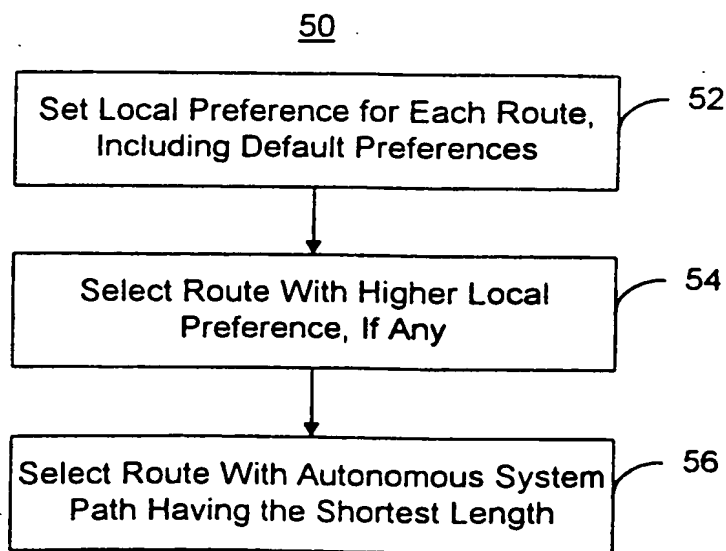 50
Set Local Preference for Each Route,
Including Default Preferences
52
Select Route With Higher Local
Preference, If Any
54
Select Route With Autonomous System
Path Having the Shortest Length
56